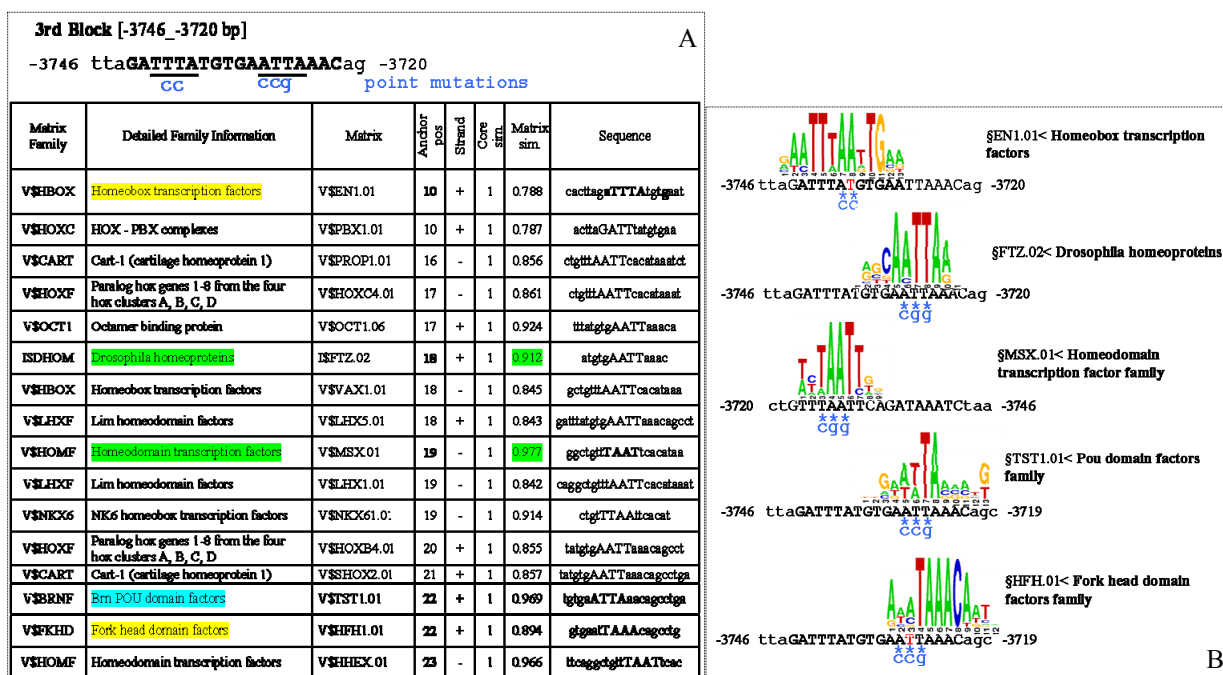 3rd Block [-3746_-3720 bp]
A
-3746 ttaGATTTATGTGAATTAAACag -3720
cc ccg point mutations
Matrix Family | Detailed Family Information | Matrix | Anchor pos | Strand | Core sim. | Matrix sim. | Sequence
V$HBOX | Homeobox transcription factors | V$EN1.01 | 10 | + | 1 | 0.788 | cacttagaTTTAtgtgaat
V$HOXC | HOX - PBX complexes | V$PBX1.01 | 10 | + | 1 | 0.787 | acttaGATTtatgtgaa
V$CART | Cart-1 (cartilage homeoprotein 1) | V$PROP1.01 | 16 | - | 1 | 0.856 | ctgtttAATTcacataaatct
V$HOXF | Paralog hox genes 1-8 from the four hox clusters A, B, C, D | V$HOXC4.01 | 17 | - | 1 | 0.861 | ctgtttAATTcacataaat
V$OCT1 | Octamer binding protein | V$OCT1.06 | 17 | + | 1 | 0.924 | tttatgtgAATTaaaca
I$DHOM | Drosophila homeoproteins | I$FTZ.02 | 18 | + | 1 | 0.912 | atgtgAATTaaac
V$HBOX | Homeobox transcription factors | V$VAX1.01 | 18 | - | 1 | 0.845 | gctgtttAATTcacataaa
V$LHXF | Lim homeodomain factors | V$LHX5.01 | 18 | + | 1 | 0.843 | gatttatgtgAATTaaacagcct
V$HOMF | Homeodomain transcription factors | V$MSX.01 | 19 | - | 1 | 0.977 | ggctgttTAATtcacataa
V$LHXF | Lim homeodomain factors | V$LHX1.01 | 19 | - | 1 | 0.842 | caggctgtttAATTcacataaat
V$NKX6 | NK6 homeobox transcription factors | V$NKX61.01 | 19 | - | 1 | 0.914 | ctgtTTAAttcacat
V$HOXF | Paralog hox genes 1-8 from the four hox clusters A, B, C, D | V$HOXB4.01 | 20 | + | 1 | 0.855 | tatgtgAATTaaacagcct
V$CART | Cart-1 (cartilage homeoprotein 1) | V$SHOX2.01 | 21 | + | 1 | 0.857 | tatgtgAATTaaacagcctga
V$BRNF | Brn POU domain factors | V$TST1.01 | 22 | + | 1 | 0.969 | tgtgaATTAaacagcctga
V$FKHD | Fork head domain factors | V$HFH1.01 | 22 | + | 1 | 0.894 | gtgaatTAAAcagcctg
V$HOMF | Homeodomain transcription factors | V$HHEX.01 | 23 | - | 1 | 0.966 | ttcaggctgttTAATtcac
§EN1.01< Homeobox transcription factors
-3746 ttaGATTTATGTGAATTAAACag -3720
**
cc
§FTZ.02< Drosophila homeoproteins
-3746 ttaGATTTATGTGAATTAAACag -3720
***
cgg
§MSX.01< Homeodomain transcription factor family
-3720 ctGTTTAATTCAGATAAATCtaa -3746
***
cgg
§TST1.01< Pou domain factors family
-3746 ttaGATTTATGTGAATTAAACagc -3719
***
ccg
§HFH.01< Fork head domain factors family
-3746 ttaGATTTATGTGAATTAAACagc -3719
***
ccg
B